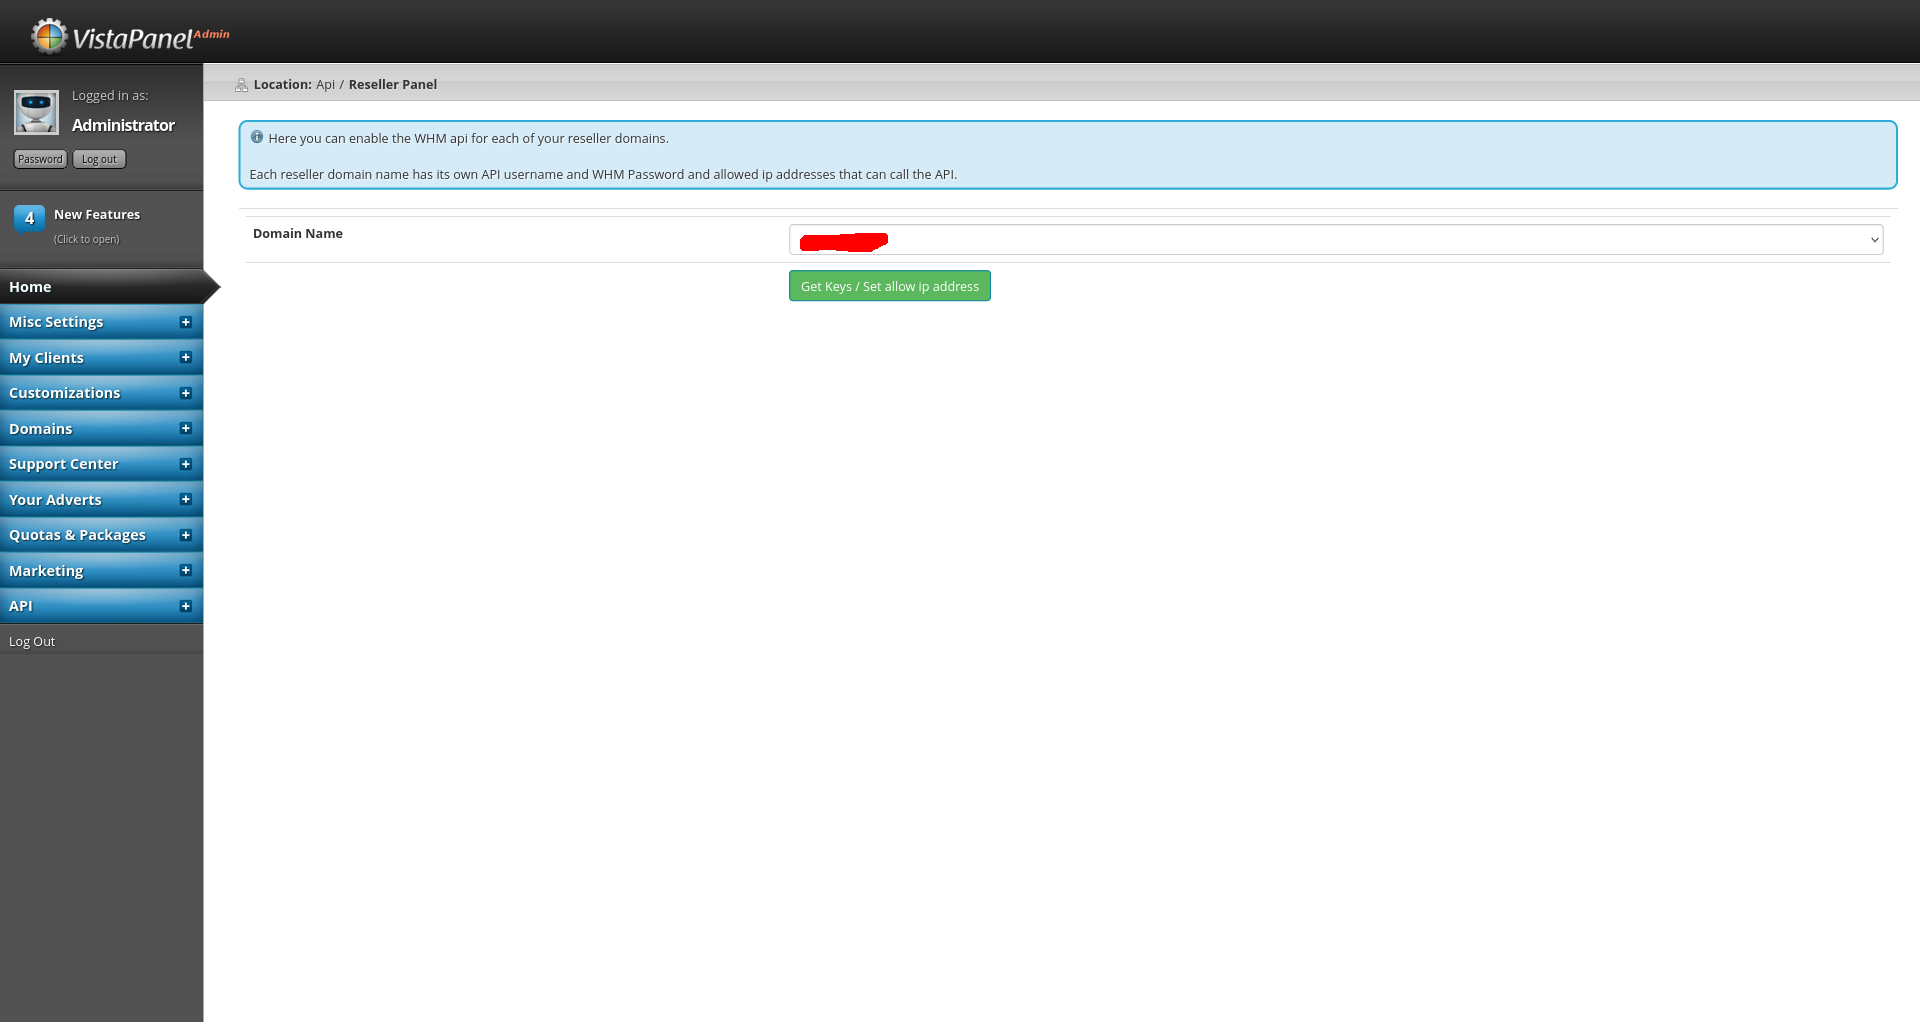 VistaPanel Admin
Logged in as:
Administrator
Password
Log out
4
New Features
(Click to open)
Home
Misc Settings
My Clients
Customizations
Domains
Support Center
Your Adverts
Quotas & Packages
Marketing
API
Log Out
Location: Api / Reseller Panel
Here you can enable the WHM api for each of your reseller domains.
Each reseller domain name has its own API username and WHM Password and allowed ip addresses that can call the API.
Domain Name
Get Keys / Set allow ip address